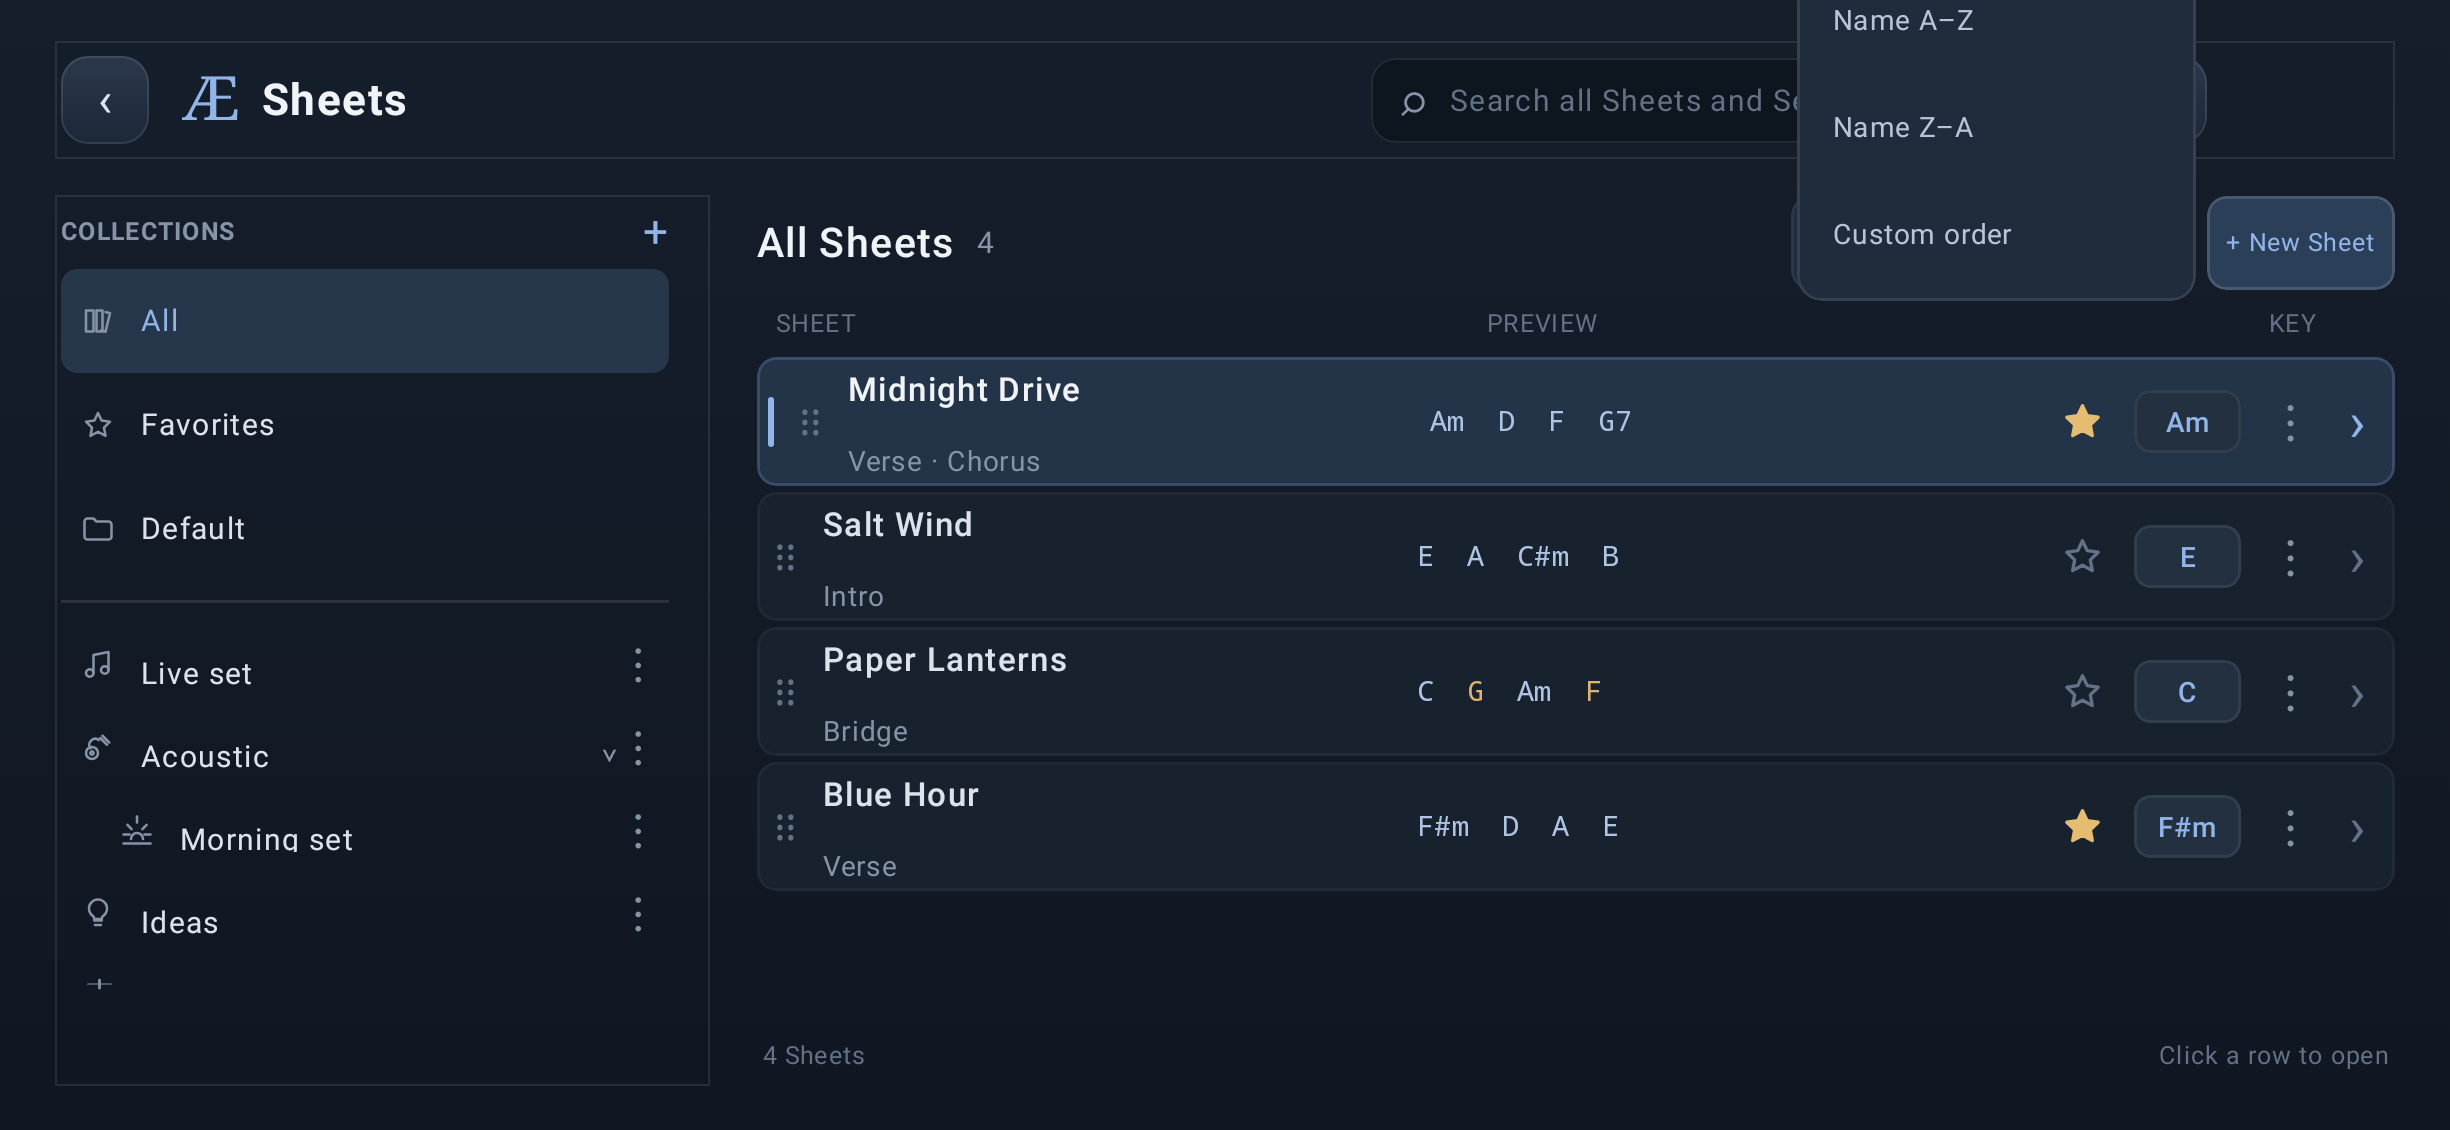 Name A–Z
Æ Sheets
Search all Sheets and Se
Name Z–A
COLLECTIONS +
All Sheets 4
Custom order
+ New Sheet
SHEET PREVIEW KEY
All
Favorites
Default
Live set
Acoustic
Morning set
Ideas
Midnight Drive
Verse · Chorus
Am D F G7
Am
Salt Wind
Intro
E A C#m B
E
Paper Lanterns
Bridge
C G Am F
C
Blue Hour
Verse
F#m D A E
F#m
4 Sheets
Click a row to open